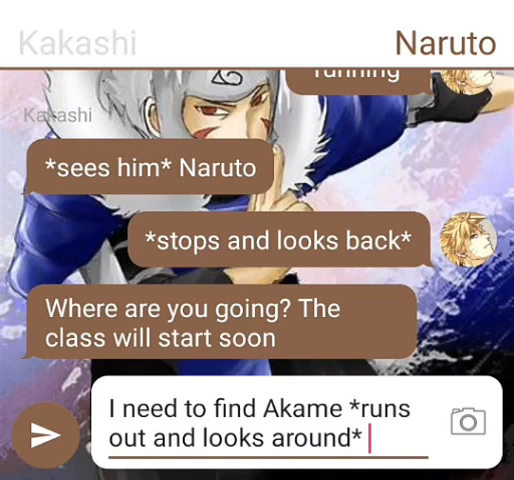 Kakashi
Naruto
running
Kakashi
*sees him* Naruto
*stops and looks back*
Where are you going? The
class will start soon
I need to find Akame *runs
out and looks around*